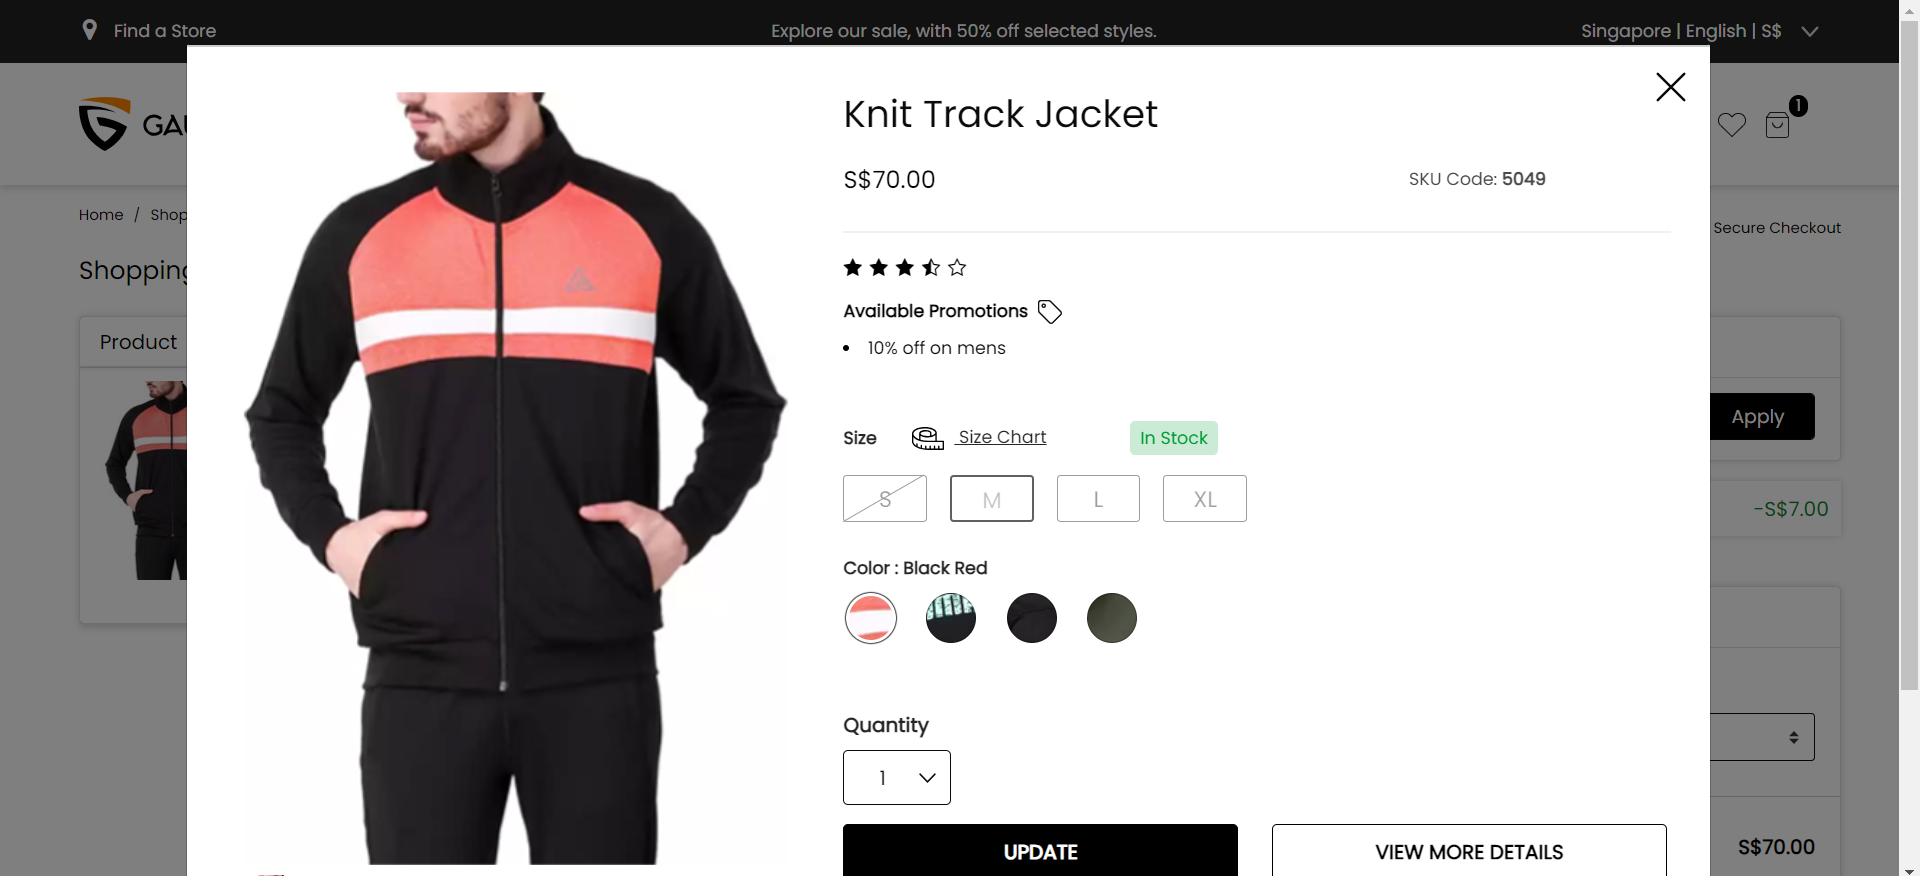 Find a Store
Explore our sale, with 50% off selected styles.
Singapore | English | S$
1
Knit Track Jacket
S$70.00
SKU Code: 5049
Home / Shop
Secure Checkout
Shopping
Available Promotions
10% off on mens
Product
Apply
Size
Size Chart
In Stock
S
M
L
XL
-S$7.00
Color : Black Red
Quantity
1
UPDATE
VIEW MORE DETAILS
S$70.00